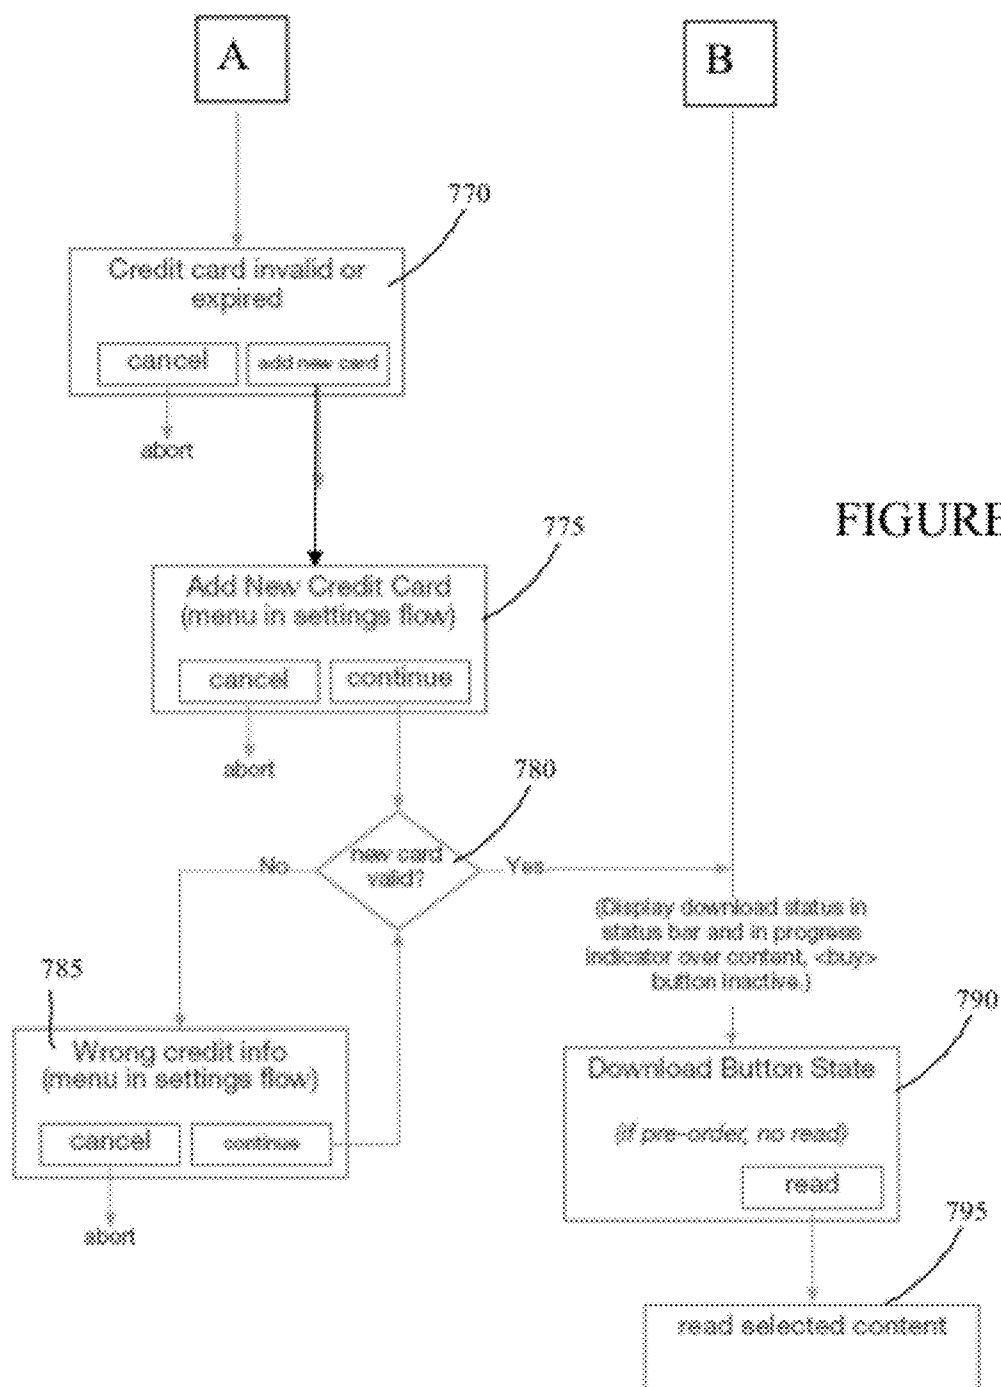 A
B
770
Credit card invalid or
expired
cancel
add new card
abort
FIGURE
775
Add New Credit Card
(menu in settings flow)
cancel
continue
abort
780
new card
valid?
No
Yes
(Display download status in
status bar and in progress
indicator over content, <buy>
button inactive.)
785
Wrong credit info
(menu in settings flow)
cancel
continue
abort
790
Download Button State
(if pre-order, no read)
read
795
read selected content